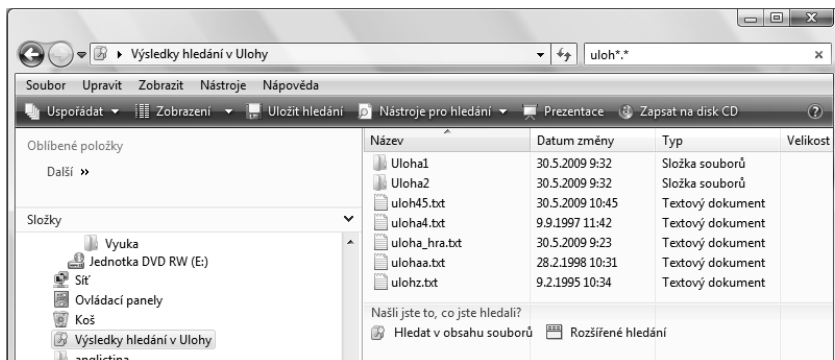 Výsledky hledání v Ulohy
uloh*.*
Soubor Upravit Zobrazit Nástroje Nápověda
Uspořádat Zobrazení Uložit hledání Nástroje pro hledání Prezentace Zapsat na disk CD
Oblíbené položky
Další
Složky
Vyuka
Jednotka DVD RW (E:)
Síť
Ovládací panely
Koš
Výsledky hledání v Ulohy
anglictina
Název Datum změny Typ Velikost
Uloha1 30.5.2009 9:32 Složka souborů
Uloha2 30.5.2009 9:32 Složka souborů
uloh45.txt 30.5.2009 10:45 Textový dokument
uloha4.txt 9.9.1997 11:42 Textový dokument
uloha_hra.txt 30.5.2009 9:23 Textový dokument
ulohaa.txt 28.2.1998 10:31 Textový dokument
ulohz.txt 9.2.1995 10:34 Textový dokument
Našli jste to, co jste hledali?
Hledat v obsahu souborů Rozšířené hledání